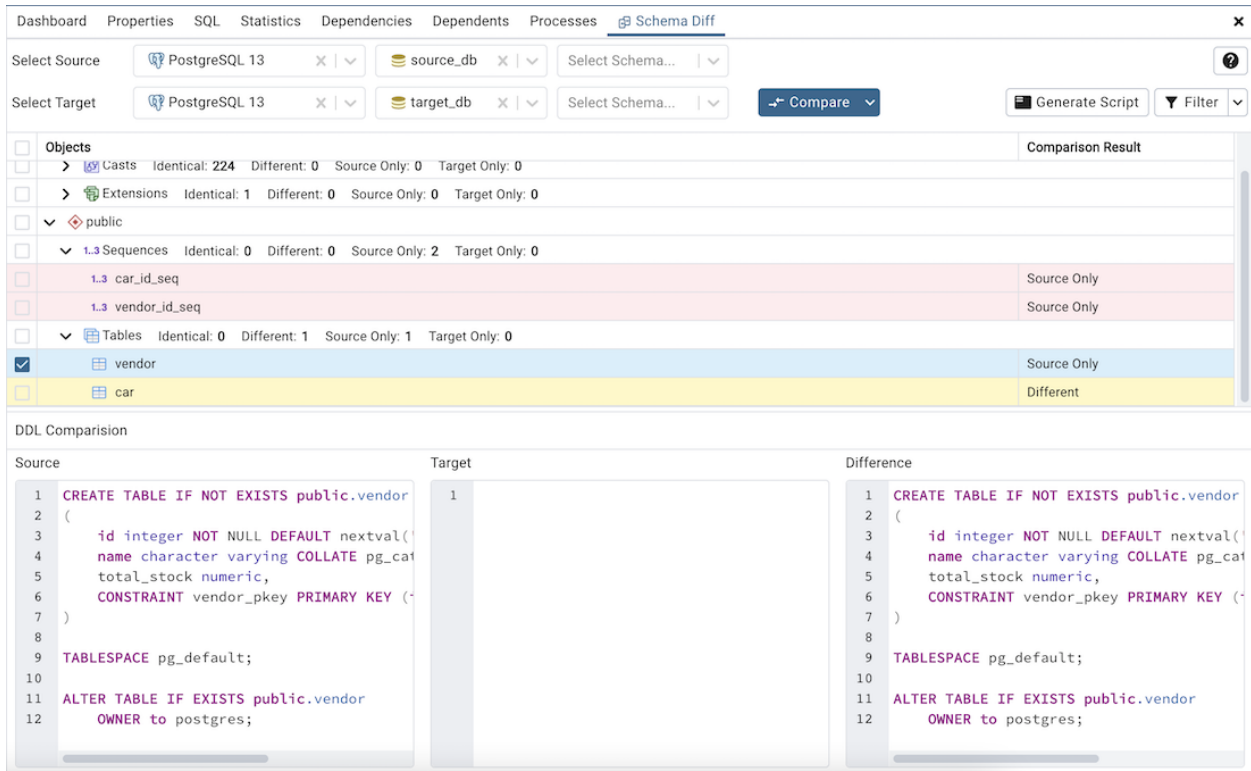 Dashboard Properties SQL Statistics Dependencies Dependents Processes Schema Diff
Select Source PostgreSQL 13 source_db Select Schema...
Select Target PostgreSQL 13 target_db Select Schema... Compare Generate Script Filter
Objects Comparison Result
Casts Identical: 224 Different: 0 Source Only: 0 Target Only: 0
Extensions Identical: 1 Different: 0 Source Only: 0 Target Only: 0
public
1..3 Sequences Identical: 0 Different: 0 Source Only: 2 Target Only: 0
1..3 car_id_seq Source Only
1..3 vendor_id_seq Source Only
Tables Identical: 0 Different: 1 Source Only: 1 Target Only: 0
vendor Source Only
car Different
DDL Comparision
Source
1 CREATE TABLE IF NOT EXISTS public.vendor
2 (
3 id integer NOT NULL DEFAULT nextval('
4 name character varying COLLATE pg_cat
5 total_stock numeric,
6 CONSTRAINT vendor_pkey PRIMARY KEY (
7 )
8
9 TABLESPACE pg_default;
10
11 ALTER TABLE IF EXISTS public.vendor
12 OWNER to postgres;
Target
1
Difference
1 CREATE TABLE IF NOT EXISTS public.vendor
2 (
3 id integer NOT NULL DEFAULT nextval('
4 name character varying COLLATE pg_cat
5 total_stock numeric,
6 CONSTRAINT vendor_pkey PRIMARY KEY (
7 )
8
9 TABLESPACE pg_default;
10
11 ALTER TABLE IF EXISTS public.vendor
12 OWNER to postgres;